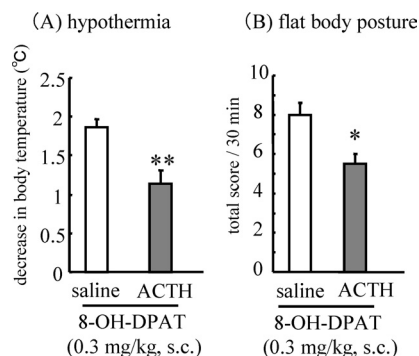 (A) hypothermia
decrease in body temperature (℃)
2.5
2
1.5
1
0.5
0
**
saline ACTH
8-OH-DPAT
(0.3 mg/kg, s.c.)
(B) flat body posture
total score / 30 min
10
8
6
4
2
0
*
saline ACTH
8-OH-DPAT
(0.3 mg/kg, s.c.)